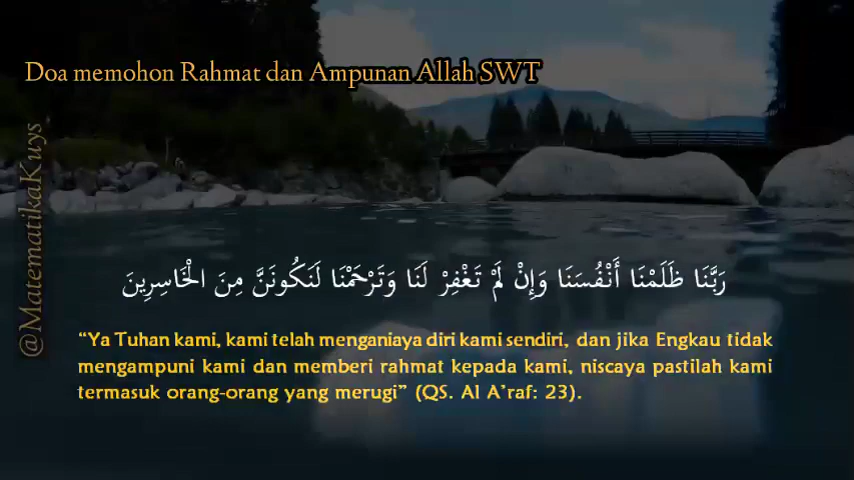 Doa memohon Rahmat dan Ampunan Allah SWT
@MatematikaKuys
رَبَّنَا ظَلَمْنَا أَنْفُسَنَا وَإِنْ لَمْ تَغْفِرْ لَنَا وَتَرْحَمْنَا لَنَكُونَنَّ مِنَ الْخَاسِرِينَ
“Ya Tuhan kami, kami telah menganiaya diri kami sendiri, dan jika Engkau tidak
mengampuni kami dan memberi rahmat kepada kami, niscaya pastilah kami
termasuk orang-orang yang merugi” (QS. Al A’raf: 23).